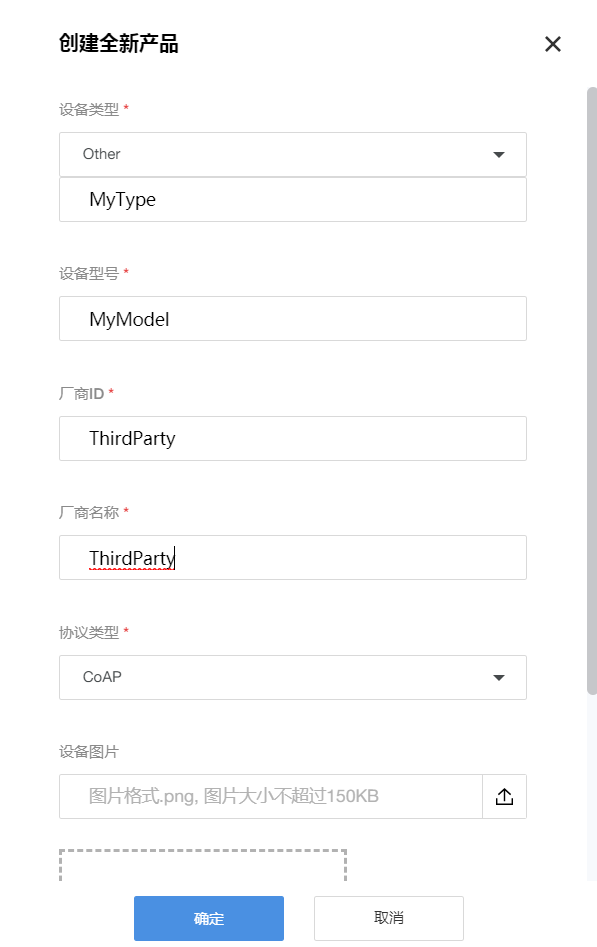 创建全新产品
设备类型 *
Other
MyType
设备型号 *
MyModel
厂商ID *
ThirdParty
厂商名称 *
ThirdParty
协议类型 *
CoAP
设备图片
图片格式.png, 图片大小不超过150KB
确定
取消